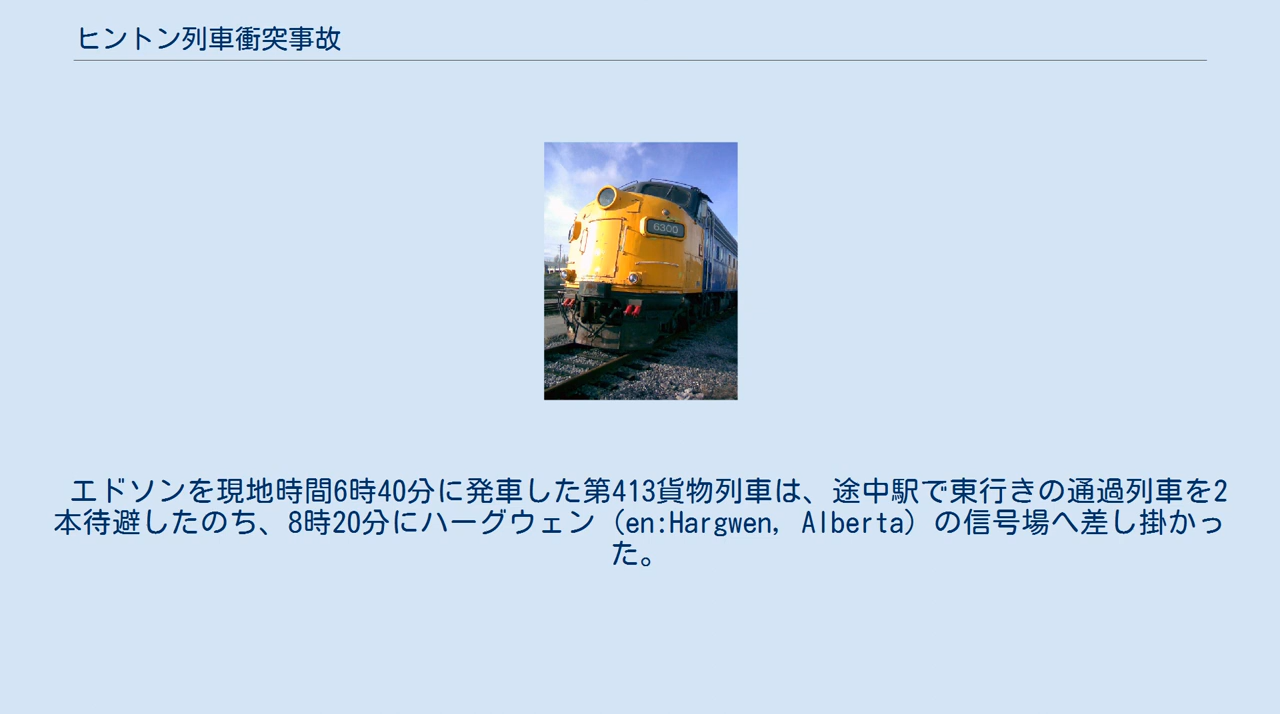 ヒントン列車衝突事故
6300
エドソンを現地時間6時40分に発車した第413貨物列車は、途中駅で東行きの通過列車を2
本待避したのち、8時20分にハーグウェン（en:Hargwen, Alberta）の信号場へ差し掛かっ
た。